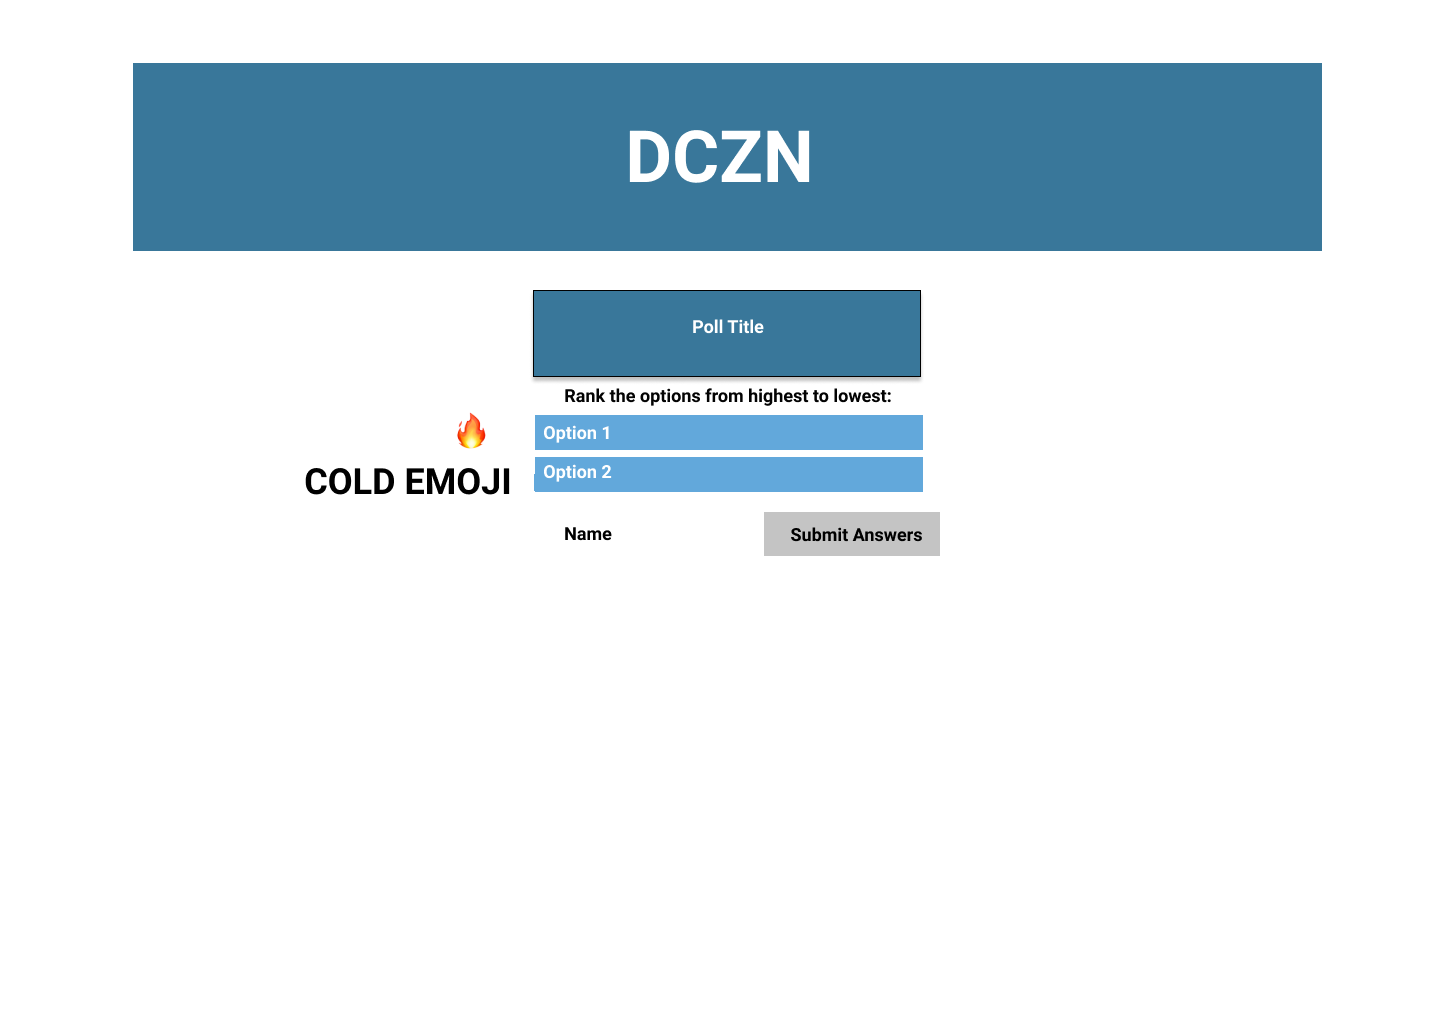 DCZN
Poll Title
Rank the options from highest to lowest:
🔥
Option 1
COLD EMOJI
Option 2
Name
Submit Answers